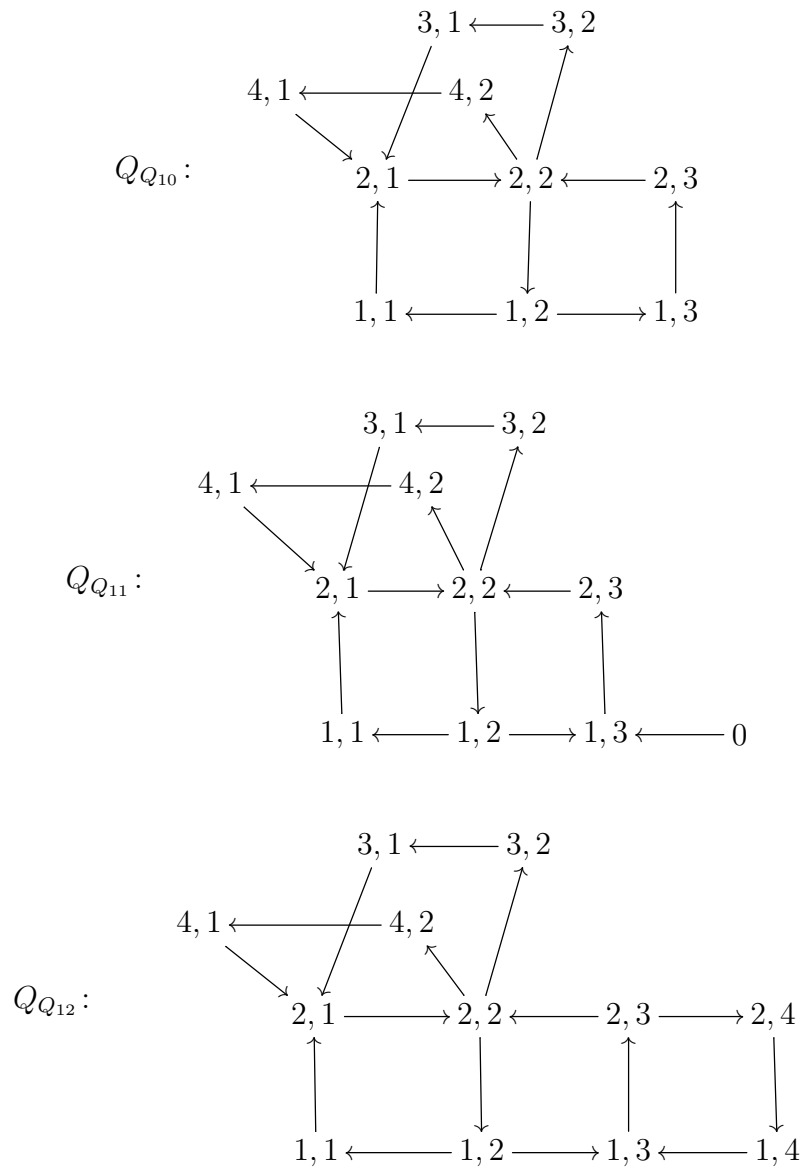 3, 1 3, 2
4, 1 4, 2
Q_{Q_{10}}:
2, 1 2, 2 2, 3
1, 1 1, 2 1, 3
3, 1 3, 2
4, 1 4, 2
Q_{Q_{11}}:
2, 1 2, 2 2, 3
1, 1 1, 2 1, 3 0
3, 1 3, 2
4, 1 4, 2
Q_{Q_{12}}:
2, 1 2, 2 2, 3 2, 4
1, 1 1, 2 1, 3 1, 4